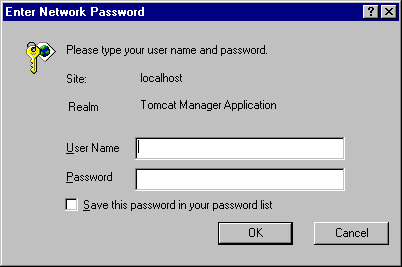 Enter Network Password
Please type your user name and password.
Site: localhost
Realm Tomcat Manager Application
User Name
Password
Save this password in your password list
OK Cancel